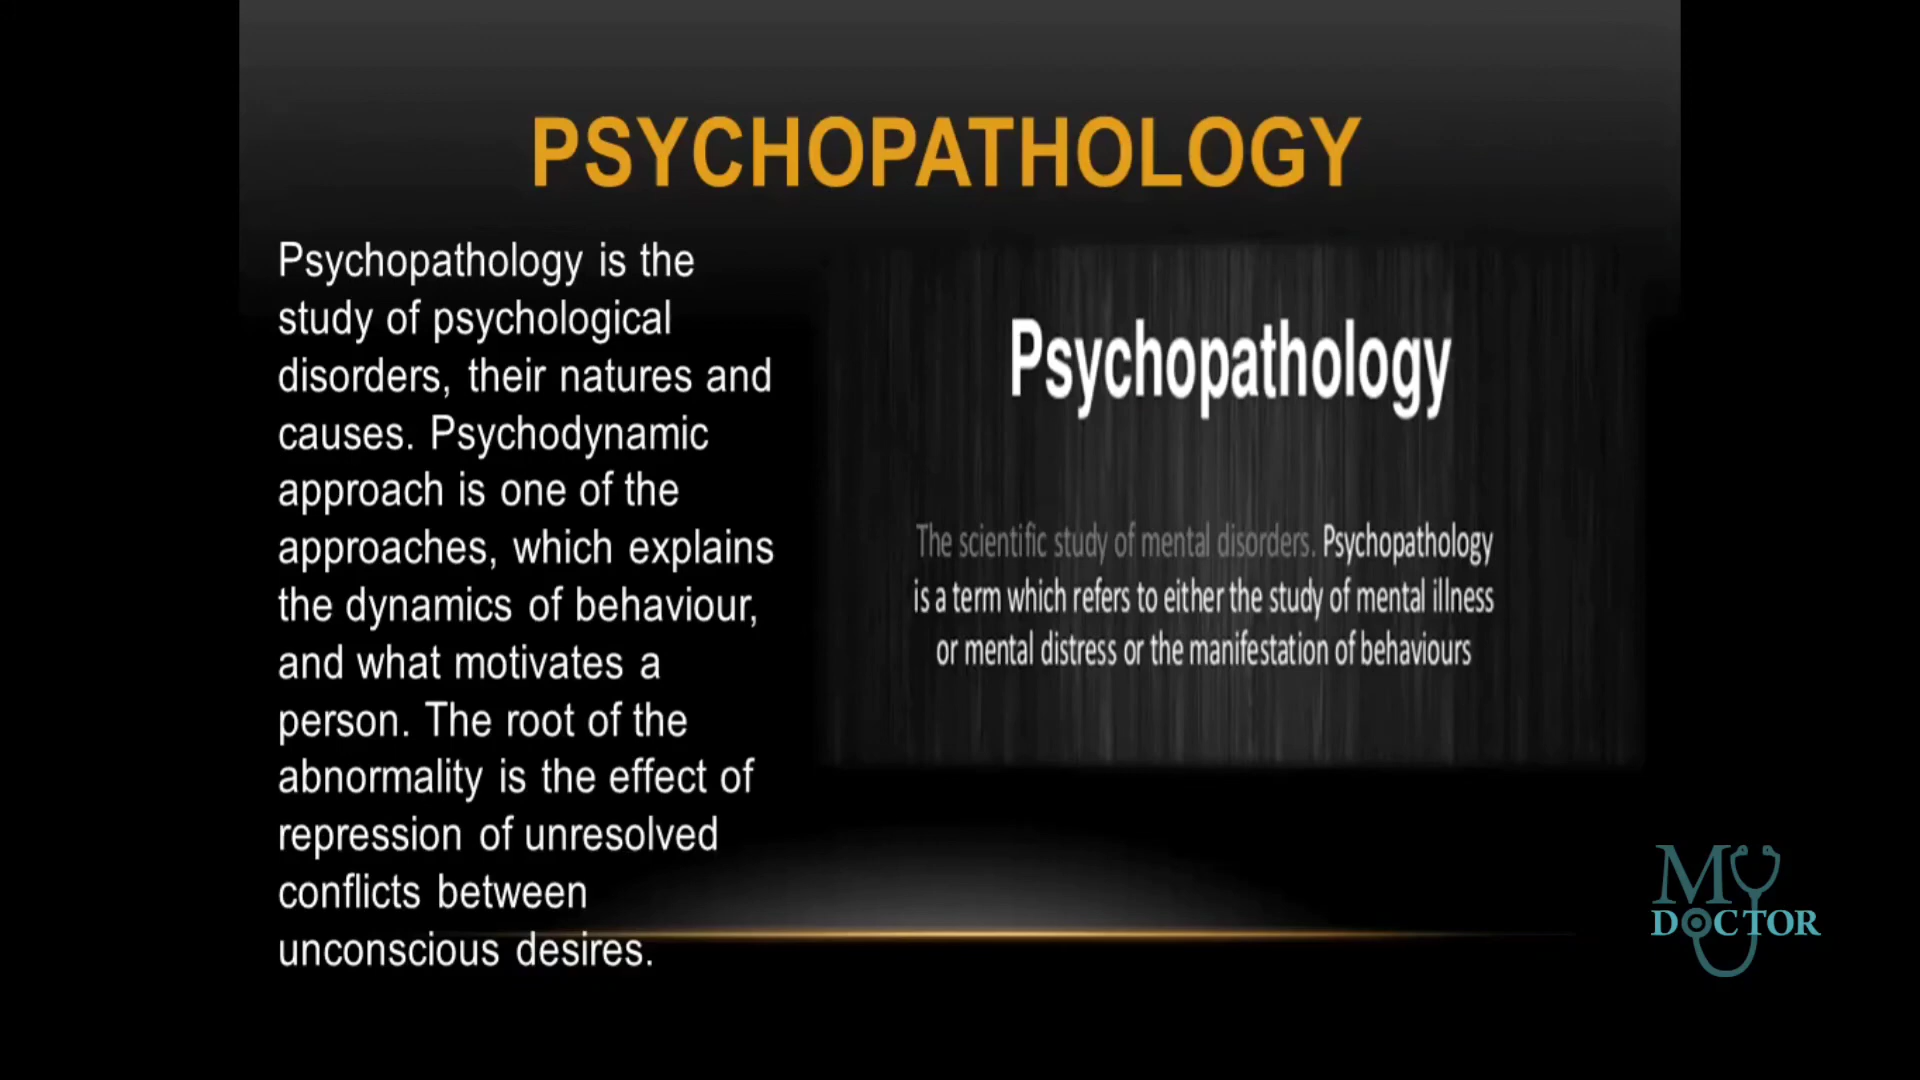 PSYCHOPATHOLOGY
Psychopathology is the
study of psychological
disorders, their natures and
causes. Psychodynamic
approach is one of the
approaches, which explains
the dynamics of behaviour,
and what motivates a
person. The root of the
abnormality is the effect of
repression of unresolved
conflicts between
unconscious desires.
Psychopathology
The scientific study of mental disorders. Psychopathology
is a term which refers to either the study of mental illness
or mental distress or the manifestation of behaviours
My
DOCTOR